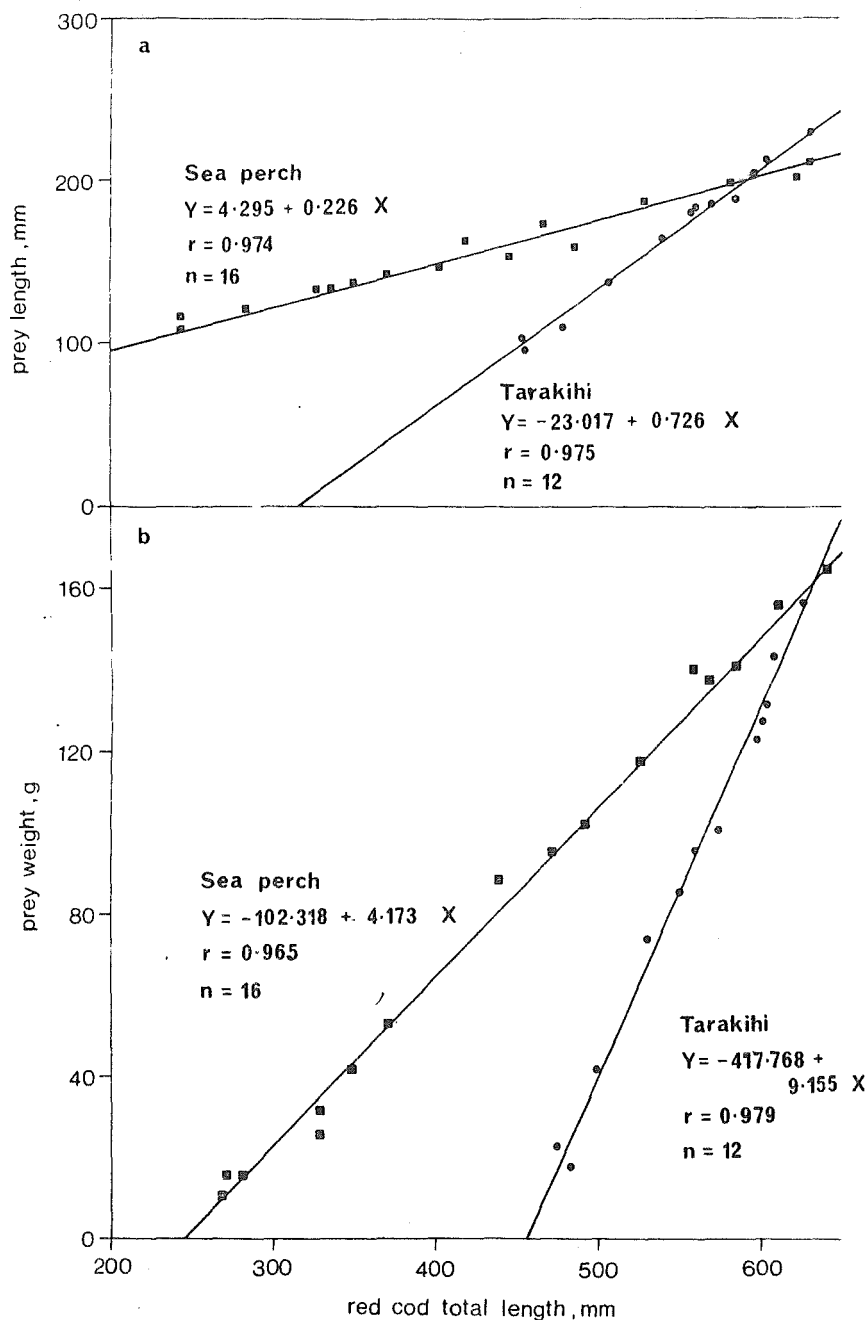 300
a
Sea perch
Y = 4·295 + 0·226 X
r = 0·974
n = 16
200
prey length, mm
100
Tarakihi
Y = -23·017 + 0·726 X
r = 0·975
n = 12
0
b
160
120
prey weight, g
Sea perch
Y = -102·318 + 4·173 X
r = 0·965
n = 16
80
Tarakihi
Y = -417·768 +
9·155 X
r = 0·979
n = 12
40
0
200 300 400 500 600
red cod total length, mm